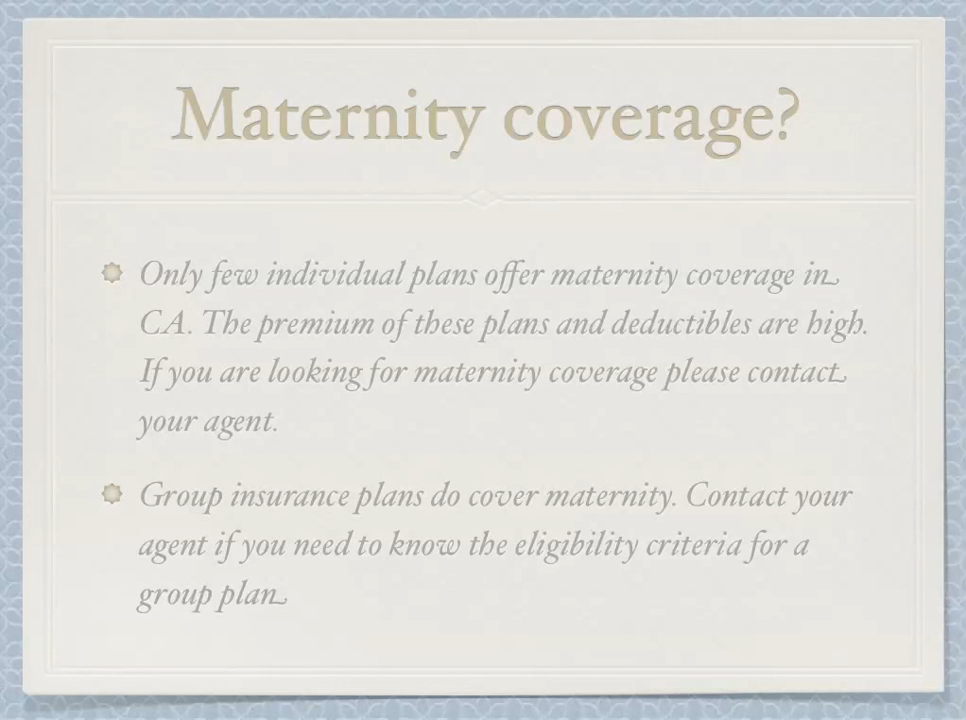 Maternity coverage?
Only few individual plans offer maternity coverage in
CA. The premium of these plans and deductibles are high.
If you are looking for maternity coverage please contact
your agent.
Group insurance plans do cover maternity. Contact your
agent if you need to know the eligibility criteria for a
group plan